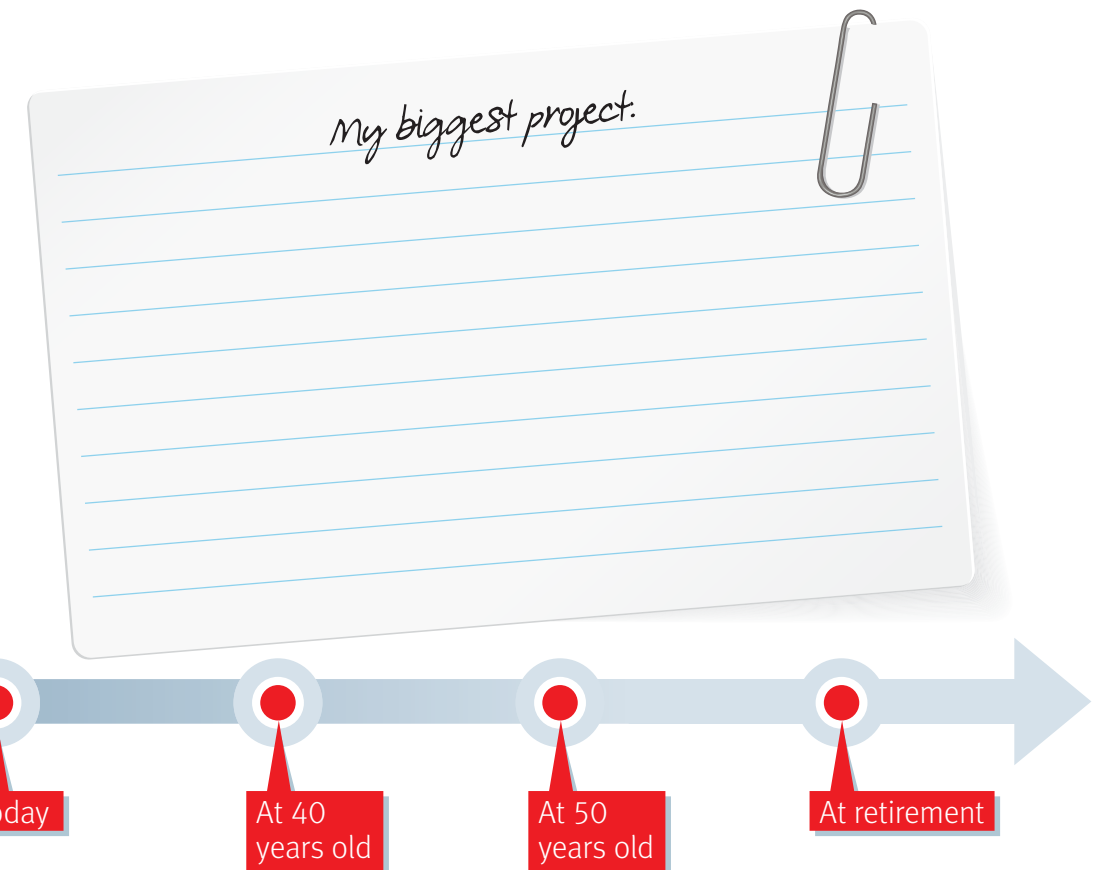 My biggest project:
oday
At 40
years old
At 50
years old
At retirement